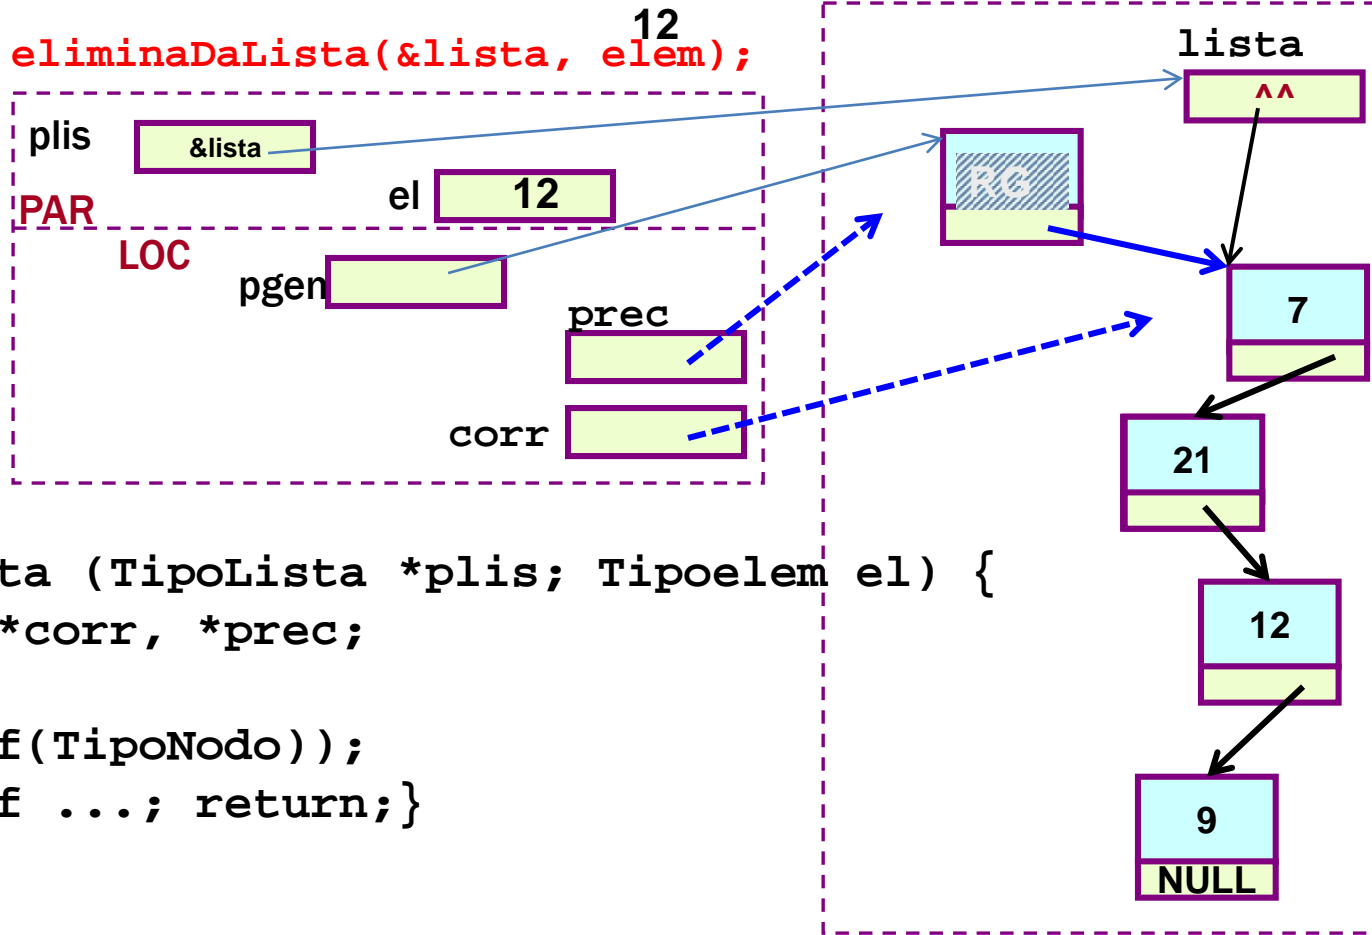 12
eliminaDaLista(&lista, elem);
lista
^^
plis
&lista
el
12
PAR
RG
LOC
pgen
prec
7
corr
21
ta (TipoLista *plis; Tipoelem el) {
*corr, *prec;
12
f(TipoNodo));
f ...; return;}
9
NULL